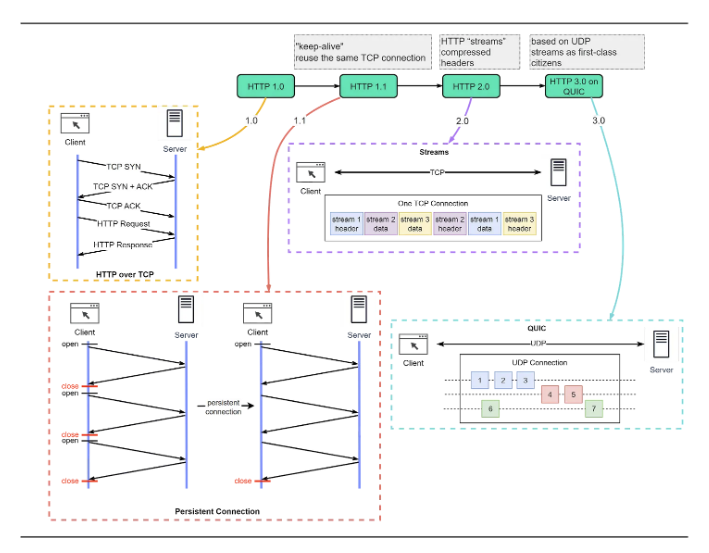 "keep-alive"
reuse the same TCP connection
HTTP “streams”
compressed
headers
based on UDP
streams as first-class
citizens
HTTP 1.0
HTTP 1.1
HTTP 2.0
HTTP 3.0 on
QUIC
1.0
1.1
2.0
3.0
Client
Server
TCP SYN
TCP SYN + ACK
TCP ACK
HTTP Request
HTTP Response
HTTP over TCP
Streams
Client
TCP
Server
One TCP Connection
stream 1
header
stream 2
data
stream 3
data
stream 2
header
stream 1
data
stream 3
header
Client
Server
open
close
open
close
open
close
persistent
connection
Client
Server
open
close
Persistent Connection
QUIC
Client
UDP
Server
UDP Connection
1
2
3
4
5
6
7